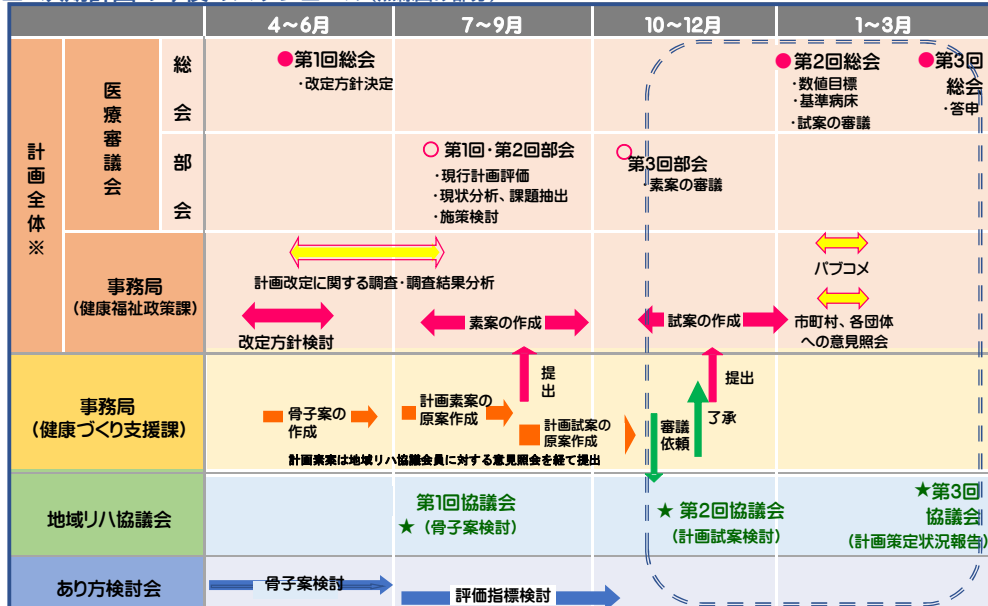 4～6月
7～9月
10～12月
1～3月
計画全体※
医療審議会
総会
●第1回総会
・改定方針決定
●第2回総会
・数値目標
・基準病床
・試案の審議
●第3回
総会
・答申
部会
○ 第1回・第2回部会
・現行計画評価
・現状分析、課題抽出
・施策検討
○
第3回部会
・素案の審議
事務局
（健康福祉政策課）
計画改定に関する調査・調査結果分析
改定方針検討
素案の作成
試案の作成
パブコメ
市町村、各団体
への意見照会
事務局
（健康づくり支援課）
骨子案の
作成
計画素案の
原案作成
提出
計画試案の
原案作成
審議
依頼
了承
提出
計画素案は地域リハ協議会員に対する意見照会を経て提出
地域リハ協議会
第1回協議会
★（骨子案検討）
★ 第2回協議会
（計画試案検討）
★第3回
協議会
（計画策定状況報告）
あり方検討会
骨子案検討
評価指標検討